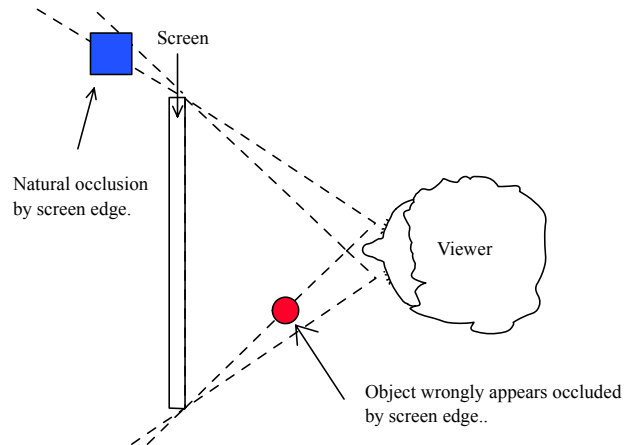 Screen
Natural occlusion
by screen edge.
Viewer
Object wrongly appears occluded
by screen edge..